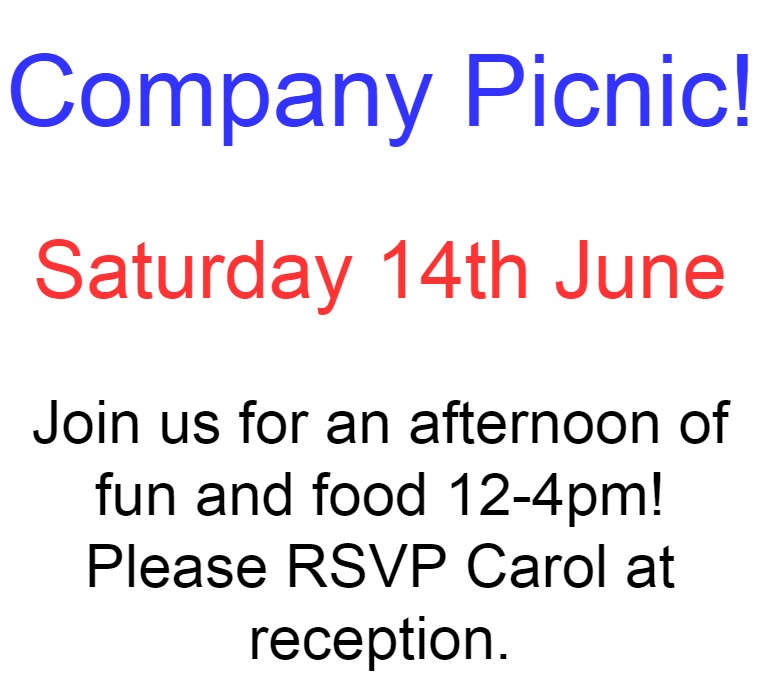 Company Picnic!
Saturday 14th June
Join us for an afternoon of
fun and food 12-4pm!
Please RSVP Carol at
reception.